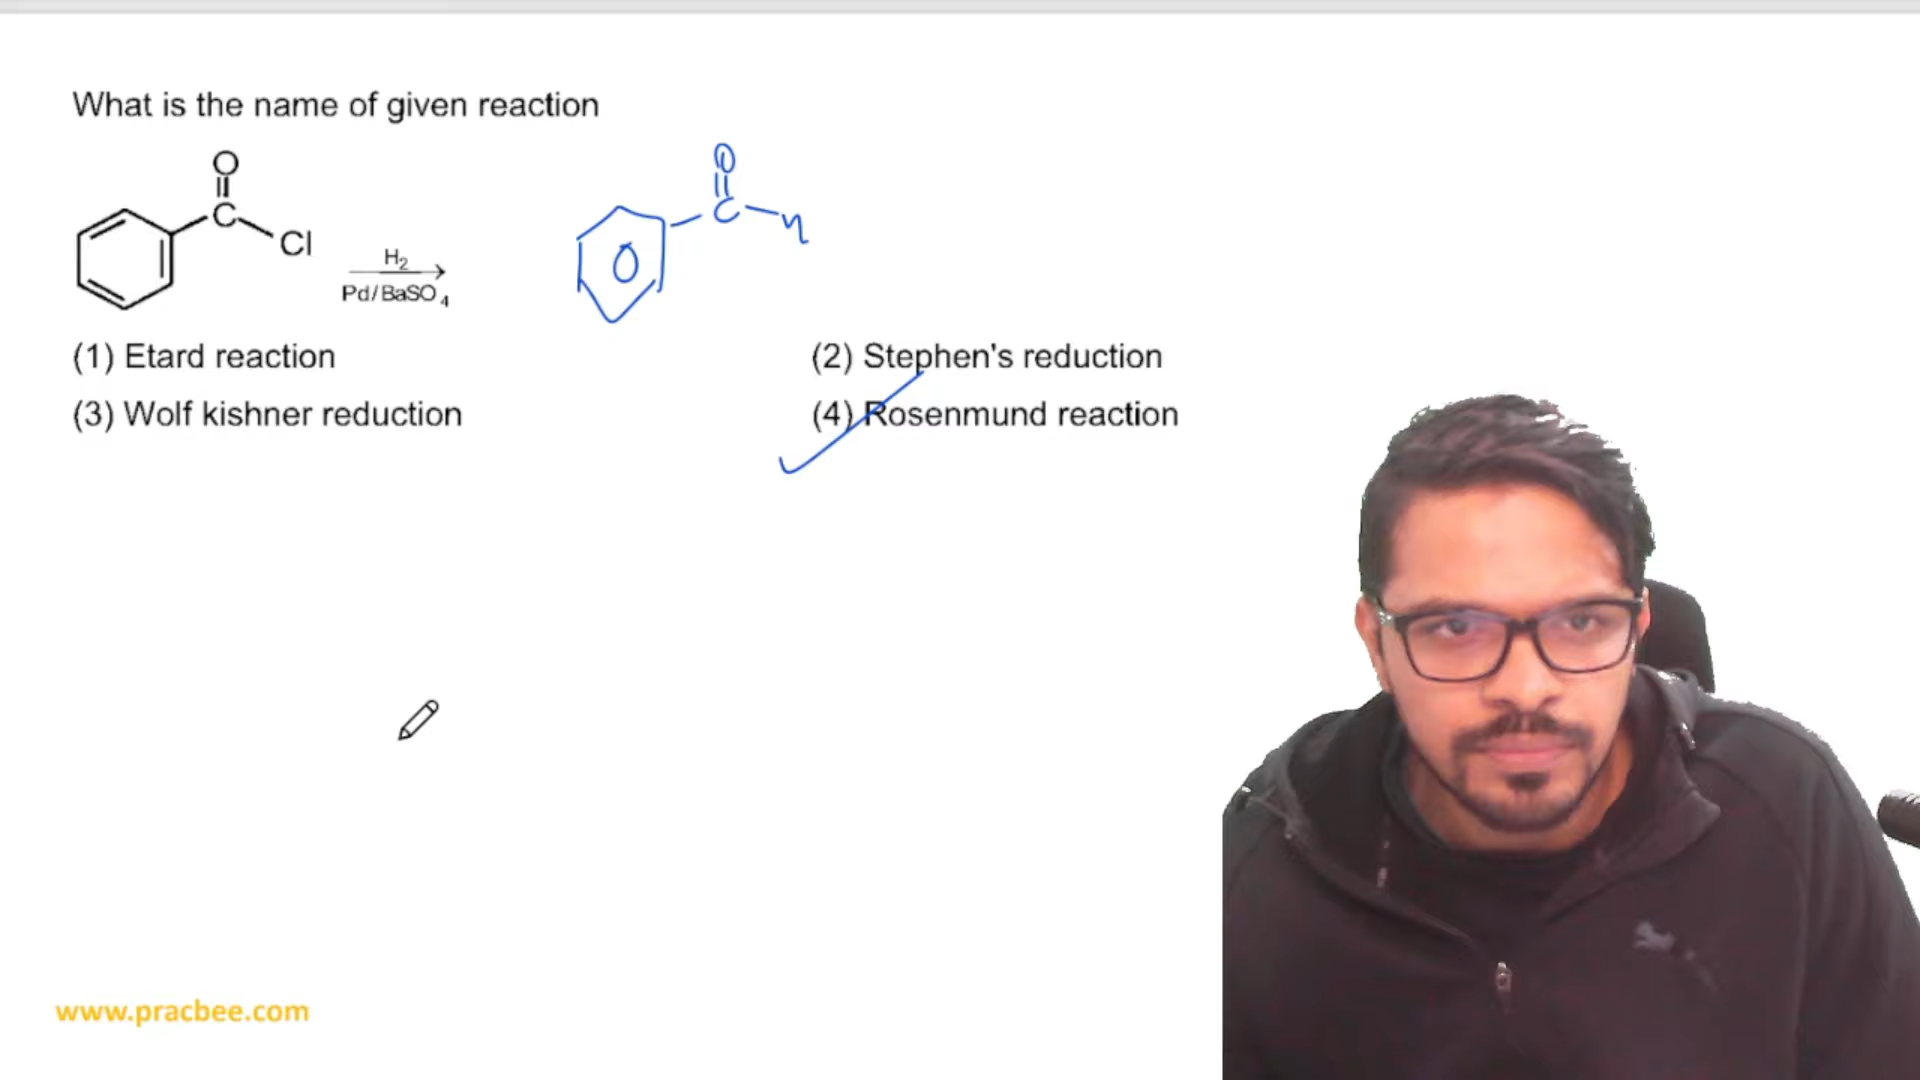 What is the name of given reaction
O
C
Cl
H₂
Pd/BaSO₄
O
C
H
(1) Etard reaction
(2) Stephen's reduction
(3) Wolf kishner reduction
(4) Rosenmund reaction
www.pracbee.com